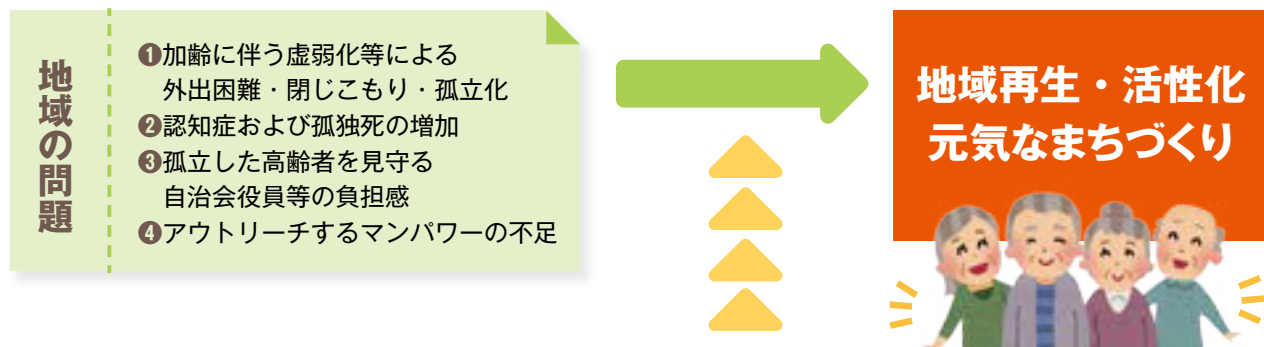 地域の問題
❶加齢に伴う虚弱化等による
外出困難・閉じこもり・孤立化
❷認知症および孤独死の増加
❸孤立した高齢者を見守る
自治会役員等の負担感
❹アウトリーチするマンパワーの不足
地域再生・活性化
元気なまちづくり